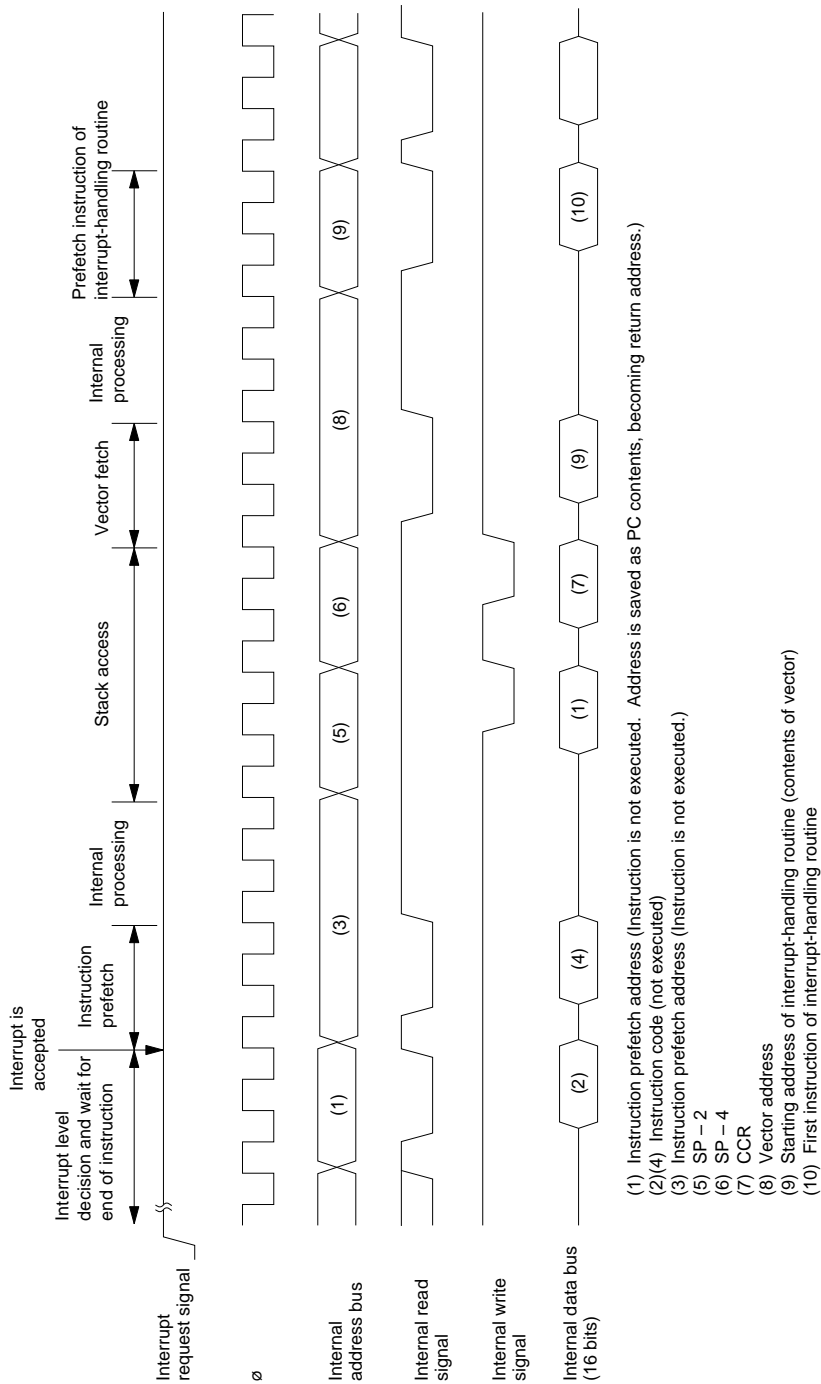 Interrupt is
accepted
Interrupt level
decision and wait for
end of instruction
Instruction
prefetch
Internal
processing
Stack access
Vector fetch
Internal
processing
Prefetch instruction of
interrupt-handling routine
Interrupt
request signal
ø
Internal
address bus
(1)
(3)
(5)
(6)
(8)
(9)
Internal read
signal
Internal write
signal
Internal data bus
(16 bits)
(2)
(4)
(1)
(7)
(9)
(10)
(1) Instruction prefetch address (Instruction is not executed. Address is saved as PC contents, becoming return address.)
(2)(4) Instruction code (not executed)
(3) Instruction prefetch address (Instruction is not executed.)
(5) SP – 2
(6) SP – 4
(7) CCR
(8) Vector address
(9) Starting address of interrupt-handling routine (contents of vector)
(10) First instruction of interrupt-handling routine